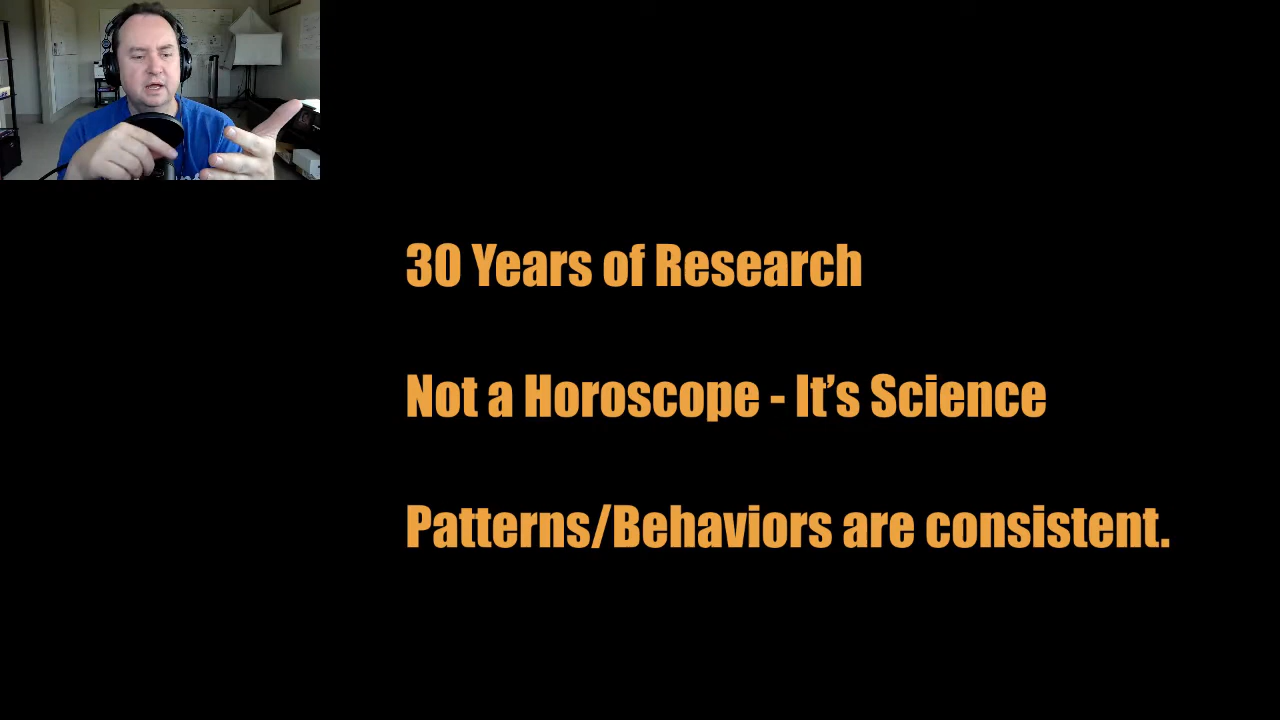 30 Years of Research
Not a Horoscope - It’s Science
Patterns/Behaviors are consistent.